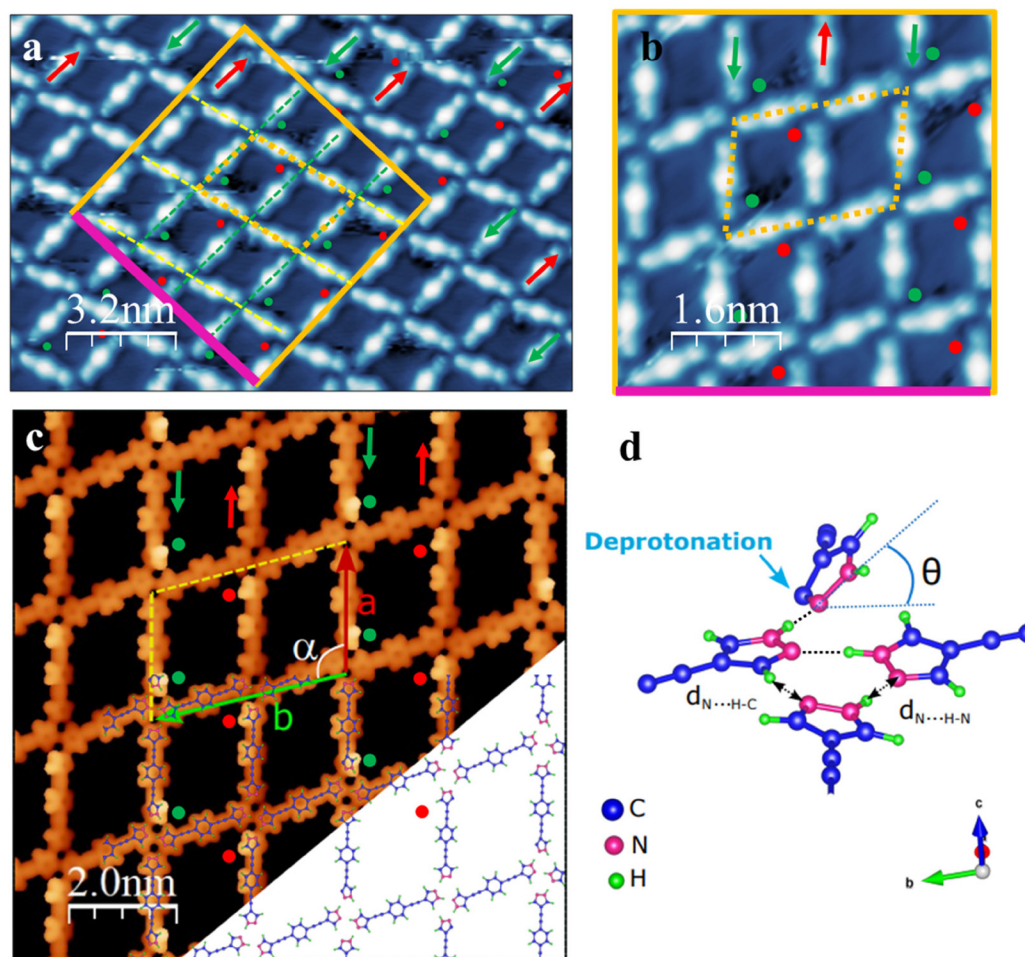 a
3.2nm
b
1.6nm
c
a
α
b
2.0nm
d
Deprotonation
θ
dN···H-C
dN···H-N
C
N
H
c
b